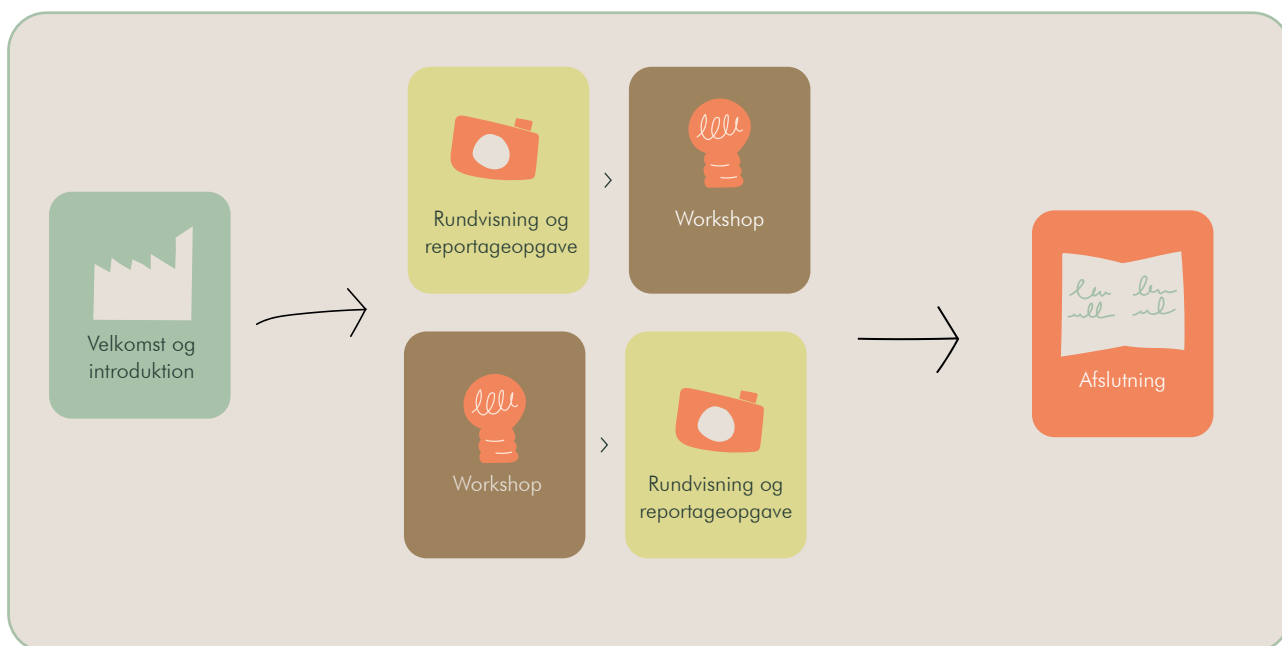 Velkomst og
introduktion
Rundvisning og
reportageopgave
Workshop
Workshop
Rundvisning og
reportageopgave
Afslutning